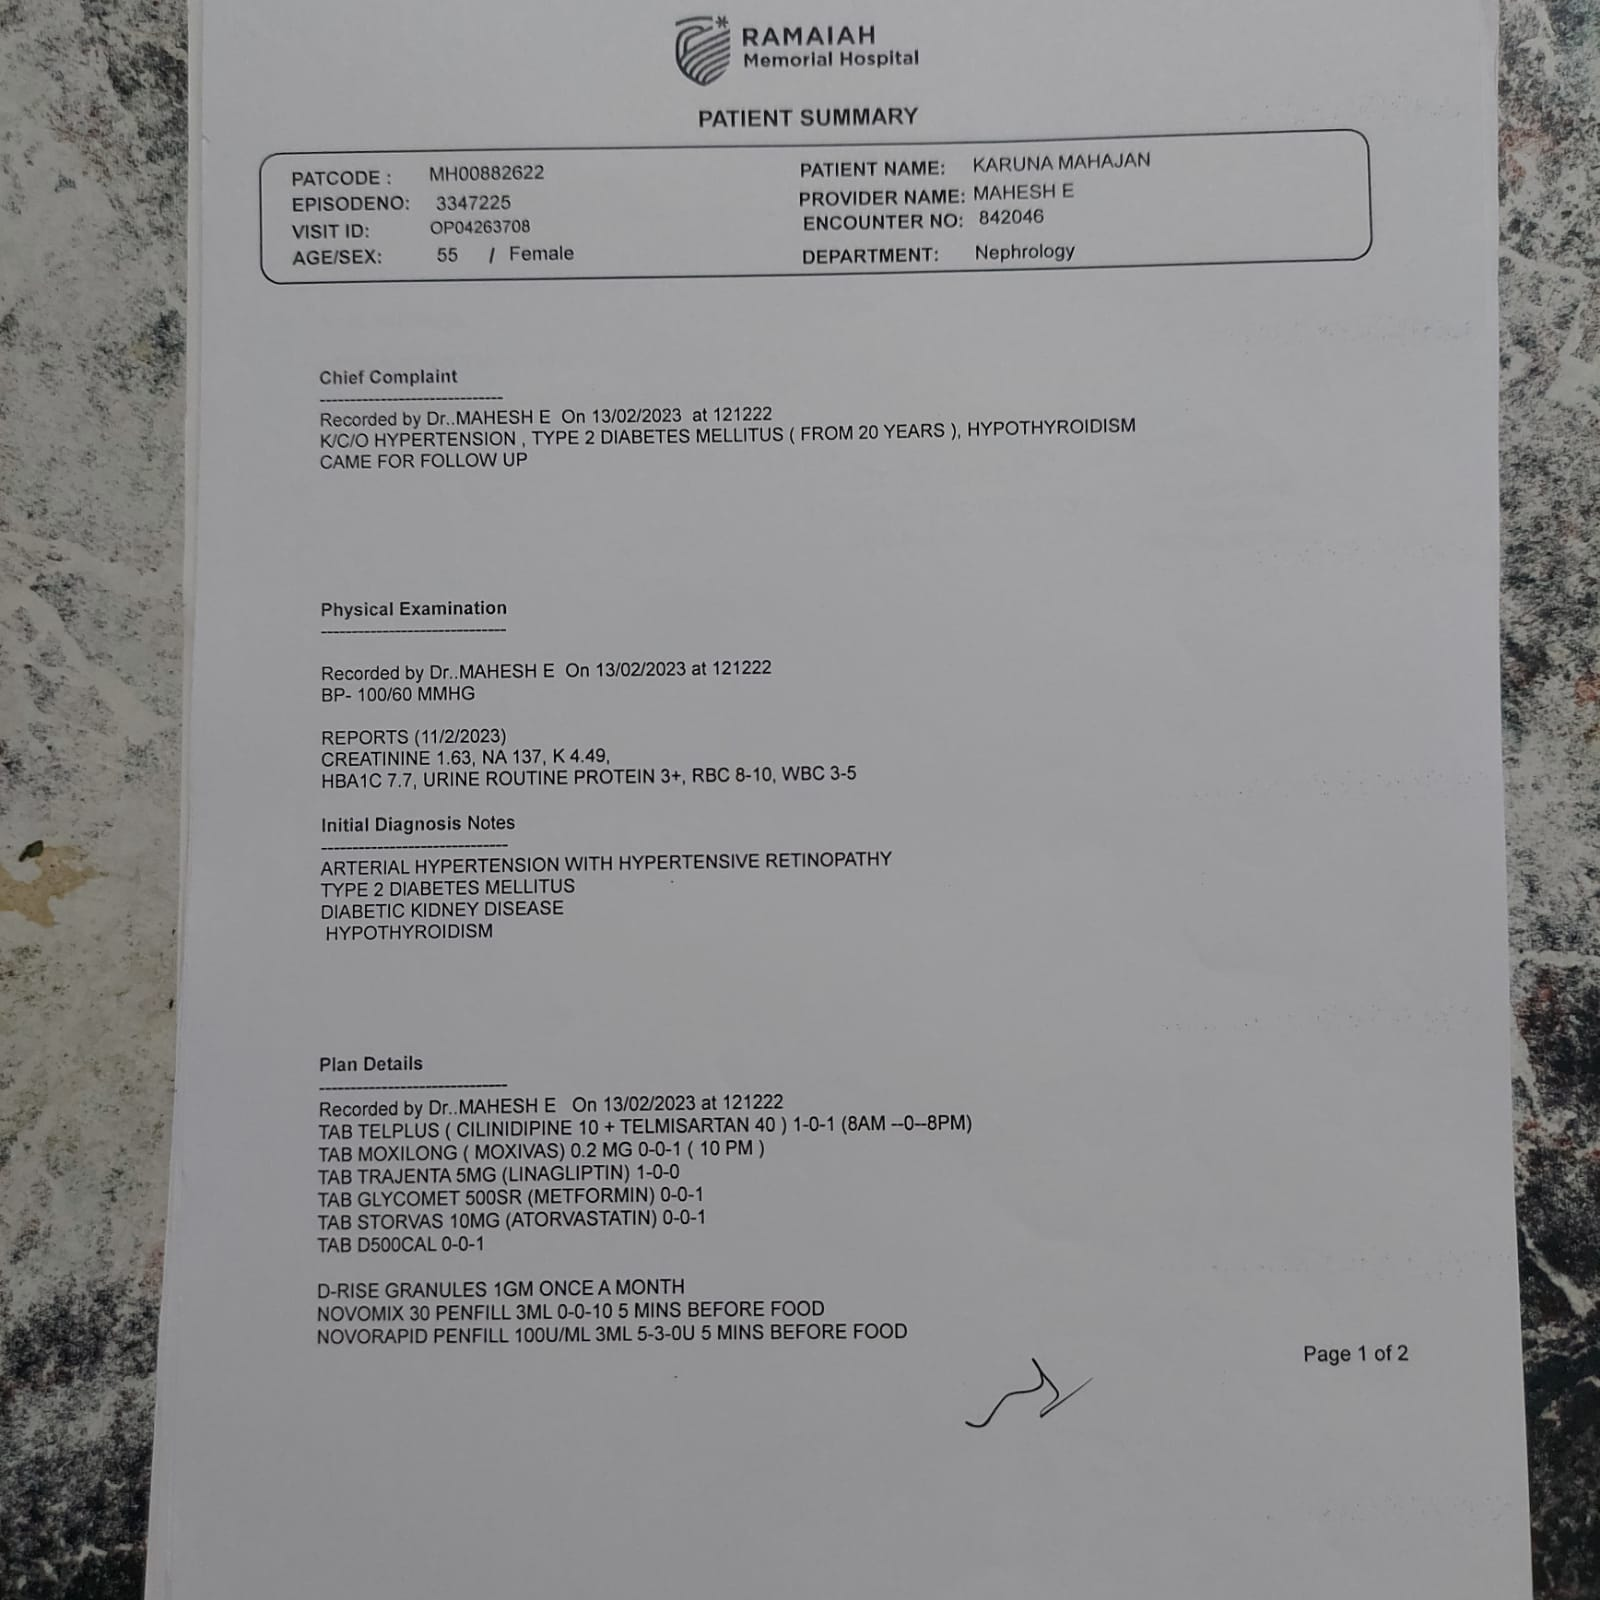 RAMAIAH
Memorial Hospital
PATIENT SUMMARY
PATCODE : MH00882622 PATIENT NAME: KARUNA MAHAJAN
EPISODENO: 3347225 PROVIDER NAME: MAHESH E
VISIT ID: OP04263708 ENCOUNTER NO: 842046
AGE/SEX: 55 / Female DEPARTMENT: Nephrology
Chief Complaint
------------------------------
Recorded by Dr..MAHESH E On 13/02/2023 at 121222
K/C/O HYPERTENSION , TYPE 2 DIABETES MELLITUS ( FROM 20 YEARS ), HYPOTHYROIDISM
CAME FOR FOLLOW UP
Physical Examination
------------------------------
Recorded by Dr..MAHESH E On 13/02/2023 at 121222
BP- 100/60 MMHG
REPORTS (11/2/2023)
CREATININE 1.63, NA 137, K 4.49,
HBA1C 7.7, URINE ROUTINE PROTEIN 3+, RBC 8-10, WBC 3-5
Initial Diagnosis Notes
------------------------------
ARTERIAL HYPERTENSION WITH HYPERTENSIVE RETINOPATHY
TYPE 2 DIABETES MELLITUS
DIABETIC KIDNEY DISEASE
HYPOTHYROIDISM
Plan Details
------------------------------
Recorded by Dr..MAHESH E On 13/02/2023 at 121222
TAB TELPLUS ( CILINIDIPINE 10 + TELMISARTAN 40 ) 1-0-1 (8AM --0--8PM)
TAB MOXILONG ( MOXIVAS) 0.2 MG 0-0-1 ( 10 PM )
TAB TRAJENTA 5MG (LINAGLIPTIN) 1-0-0
TAB GLYCOMET 500SR (METFORMIN) 0-0-1
TAB STORVAS 10MG (ATORVASTATIN) 0-0-1
TAB D500CAL 0-0-1
D-RISE GRANULES 1GM ONCE A MONTH
NOVOMIX 30 PENFILL 3ML 0-0-10 5 MINS BEFORE FOOD
NOVORAPID PENFILL 100U/ML 3ML 5-3-0U 5 MINS BEFORE FOOD
Page 1 of 2